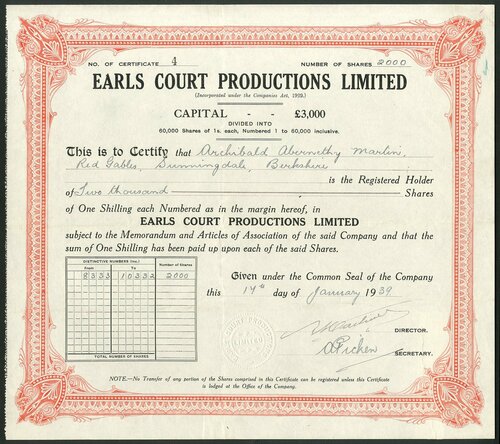 NO. OF CERTIFICATE 4 NUMBER OF SHARES 2000
EARLS COURT PRODUCTIONS LIMITED
(Incorporated under the Companies Act, 1929.)
CAPITAL - - £3,000
DIVIDED INTO
60,000 Shares of 1s. each, Numbered 1 to 60,000 inclusive.
This is to Certify that Archibald Abernethy Martin,
Red Gables, Sunningdale, Berkshire
is the Registered Holder
of Two thousand Shares
of One Shilling each Numbered as in the margin hereof, in
EARLS COURT PRODUCTIONS LIMITED
subject to the Memorandum and Articles of Association of the said Company and that the
sum of One Shilling has been paid up upon each of the said Shares.
DISTINCTIVE NUMBERS (Inc.) Number of Shares
From To
8333 10332 2000
TOTAL NUMBER OF SHARES
Given under the Common Seal of the Company
this 17th day of January 1939
DIRECTOR.
SECRETARY.
NOTE.—No Transfer of any portion of the Shares comprised in this Certificate can be registered unless this Certificate
is lodged at the Office of the Company.